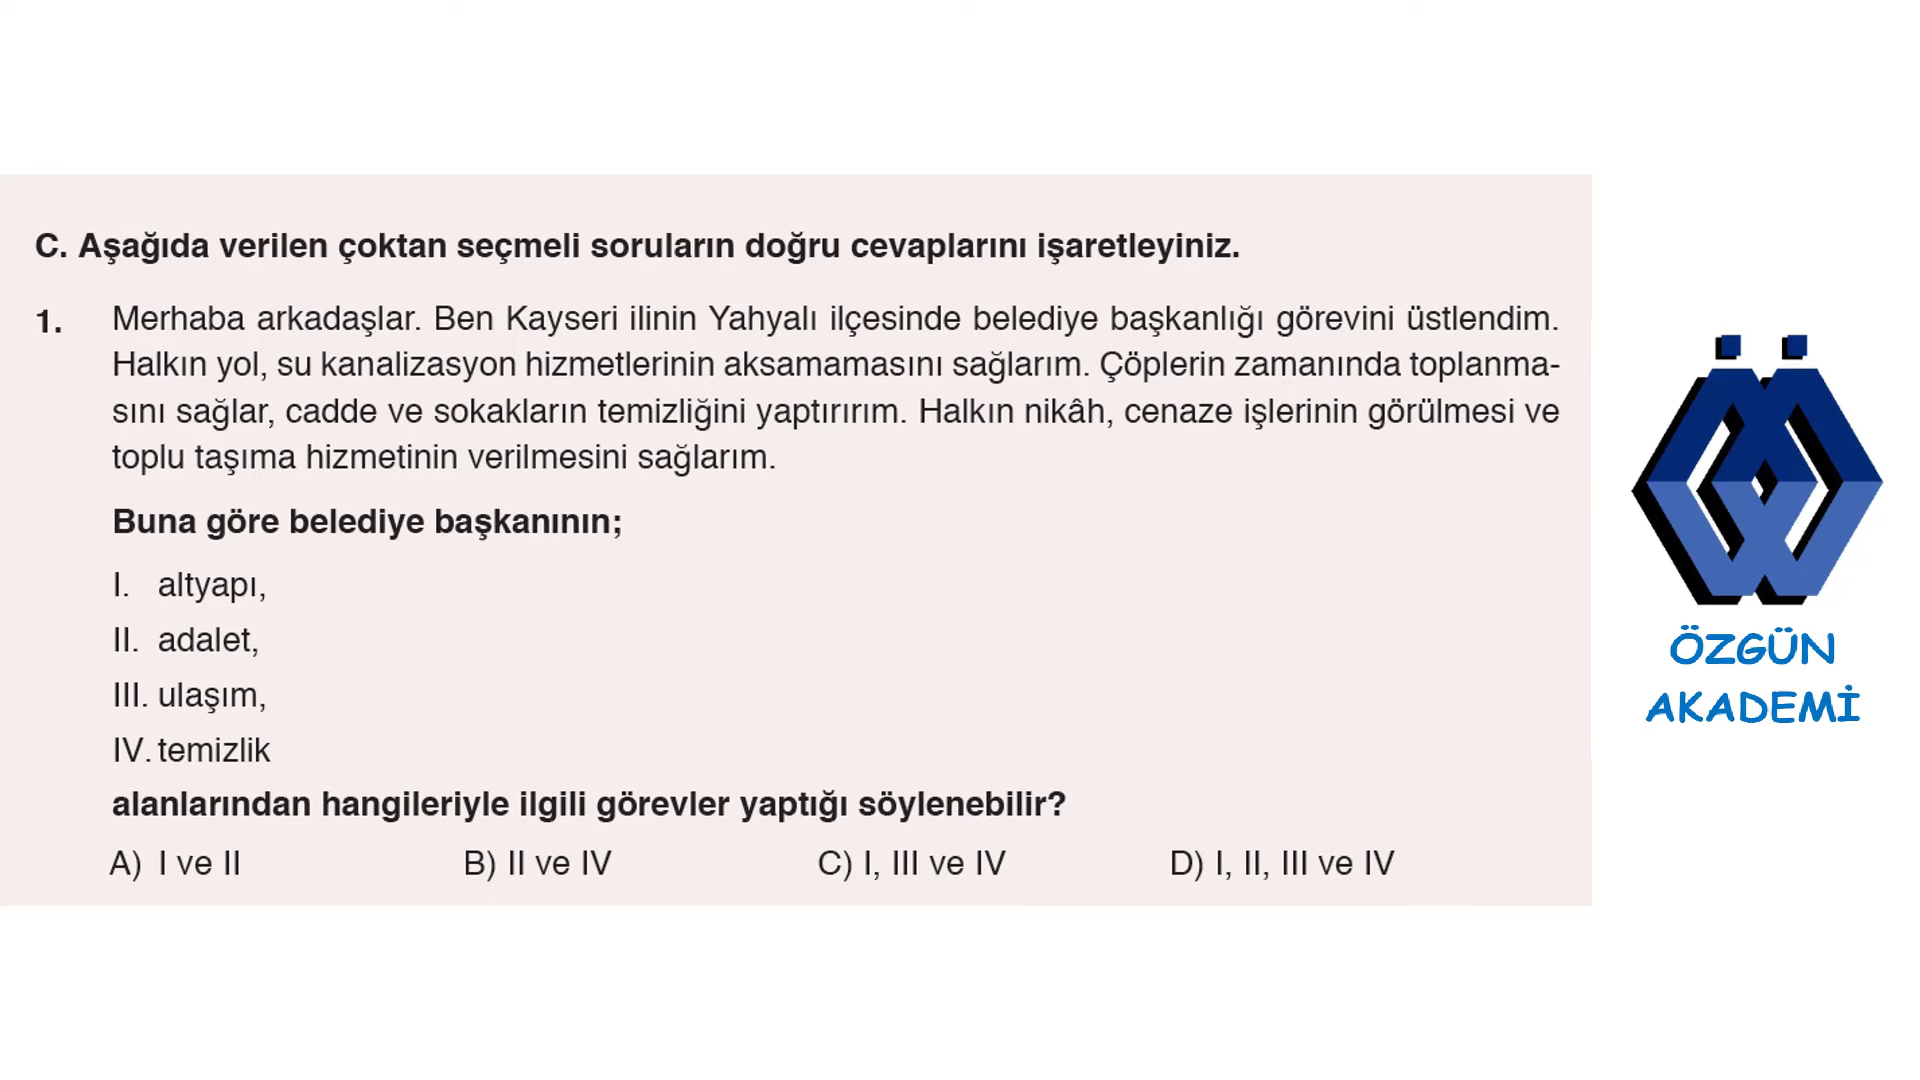 C. Aşağıda verilen çoktan seçmeli soruların doğru cevaplarını işaretleyiniz.
1. Merhaba arkadaşlar. Ben Kayseri ilinin Yahyalı ilçesinde belediye başkanlığı görevini üstlendim.
Halkın yol, su kanalizasyon hizmetlerinin aksamamasını sağlarım. Çöplerin zamanında toplanma-
sını sağlar, cadde ve sokakların temizliğini yaptırırım. Halkın nikâh, cenaze işlerinin görülmesi ve
toplu taşıma hizmetinin verilmesini sağlarım.
Buna göre belediye başkanının;
I. altyapı,
II. adalet,
III. ulaşım,
IV. temizlik
alanlarından hangileriyle ilgili görevler yaptığı söylenebilir?
A) I ve II B) II ve IV C) I, III ve IV D) I, II, III ve IV
ÖZGÜN
AKADEMİ